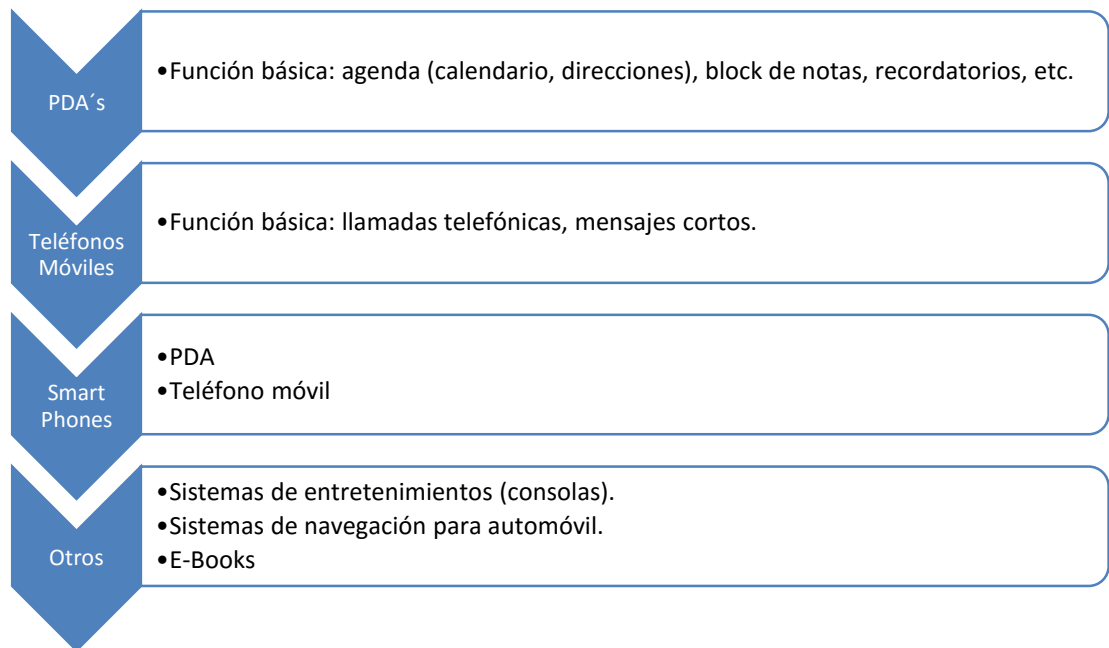 PDA´s
•Función básica: agenda (calendario, direcciones), block de notas, recordatorios, etc.
Teléfonos
Móviles
•Función básica: llamadas telefónicas, mensajes cortos.
Smart
Phones
•PDA
•Teléfono móvil
Otros
•Sistemas de entretenimientos (consolas).
•Sistemas de navegación para automóvil.
•E-Books